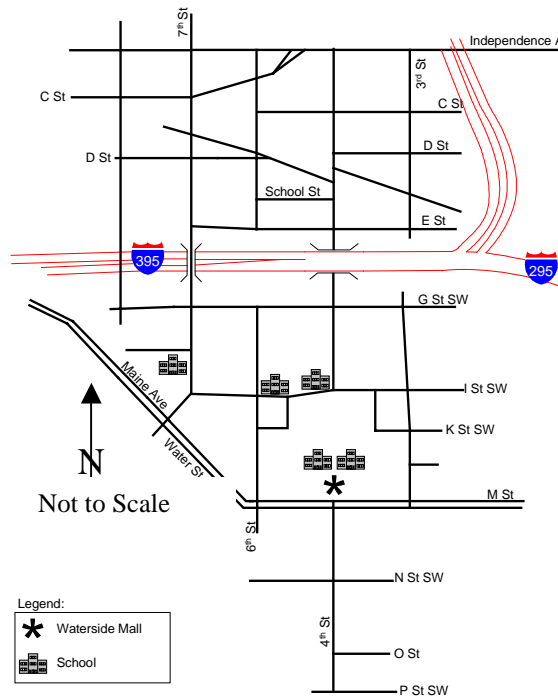 7th St
Independence A
3rd St
C St
C St
D St
D St
School St
E St
395
295
G St SW
Maine Ave
I St SW
K St SW
N
Water St
Not to Scale
M St
6th St
N St SW
Legend:
Waterside Mall
4th St
O St
School
P St SW